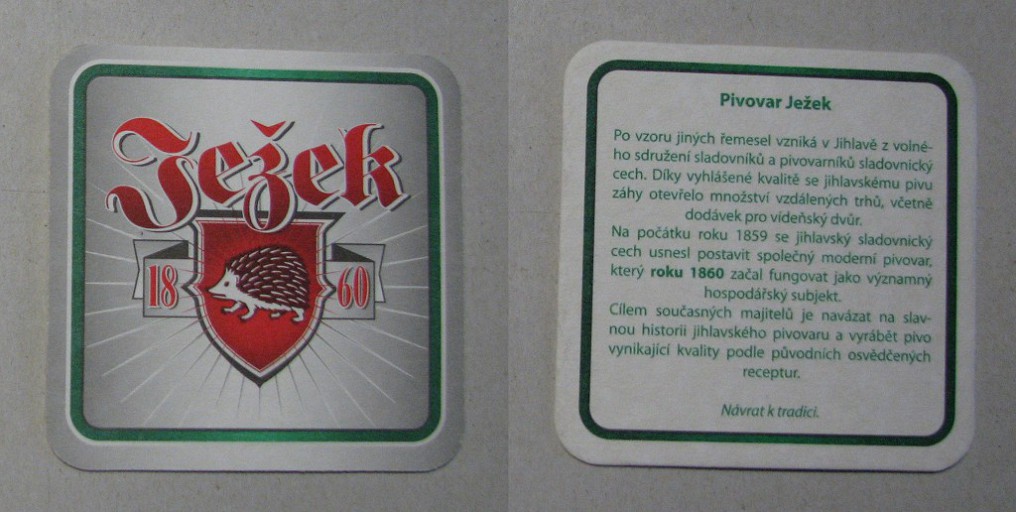 Ježek
18 60
Pivovar Ježek
Po vzoru jiných řemesel vzníká v Jihlavě z volné-
ho sdružení sladovníků a pivovarníků sladovnický
cech. Díky vyhlášené kvalitě se jihlavskému pivu
záhy otevřelo množství vzdálených trhů, včetně
dodávek pro vídeňský dvůr.
Na počátku roku 1859 se jihlavský sladovnický
cech usnesl postavit společný moderní pivovar,
který roku 1860 začal fungovat jako významný
hospodářský subjekt.
Cílem současných majitelů je navázat na slav-
nou historii jihlavského pivovaru a vyrábět pivo
vynikající kvality podle původních osvědčených
receptur.
Návrat k tradici.